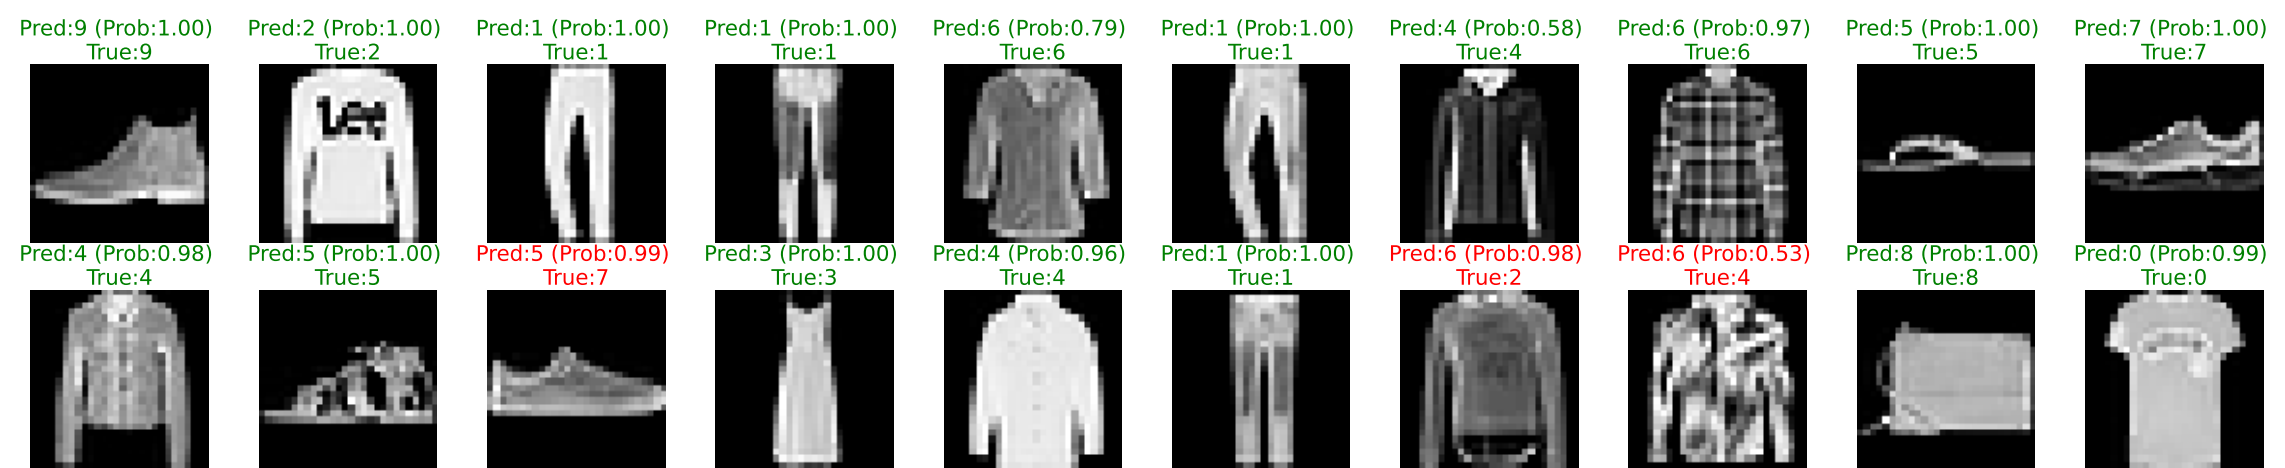 Pred:9 (Prob:1.00) Pred:2 (Prob:1.00) Pred:1 (Prob:1.00) Pred:1 (Prob:1.00) Pred:6 (Prob:0.79) Pred:1 (Prob:1.00) Pred:4 (Prob:0.58) Pred:6 (Prob:0.97) Pred:5 (Prob:1.00) Pred:7 (Prob:1.00)
True:9 True:2 True:1 True:1 True:6 True:1 True:4 True:6 True:5 True:7
Lee
Pred:4 (Prob:0.98) Pred:5 (Prob:1.00) Pred:5 (Prob:0.99) Pred:3 (Prob:1.00) Pred:4 (Prob:0.96) Pred:1 (Prob:1.00) Pred:6 (Prob:0.98) Pred:6 (Prob:0.53) Pred:8 (Prob:1.00) Pred:0 (Prob:0.99)
True:4 True:5 True:7 True:3 True:4 True:1 True:2 True:4 True:8 True:0